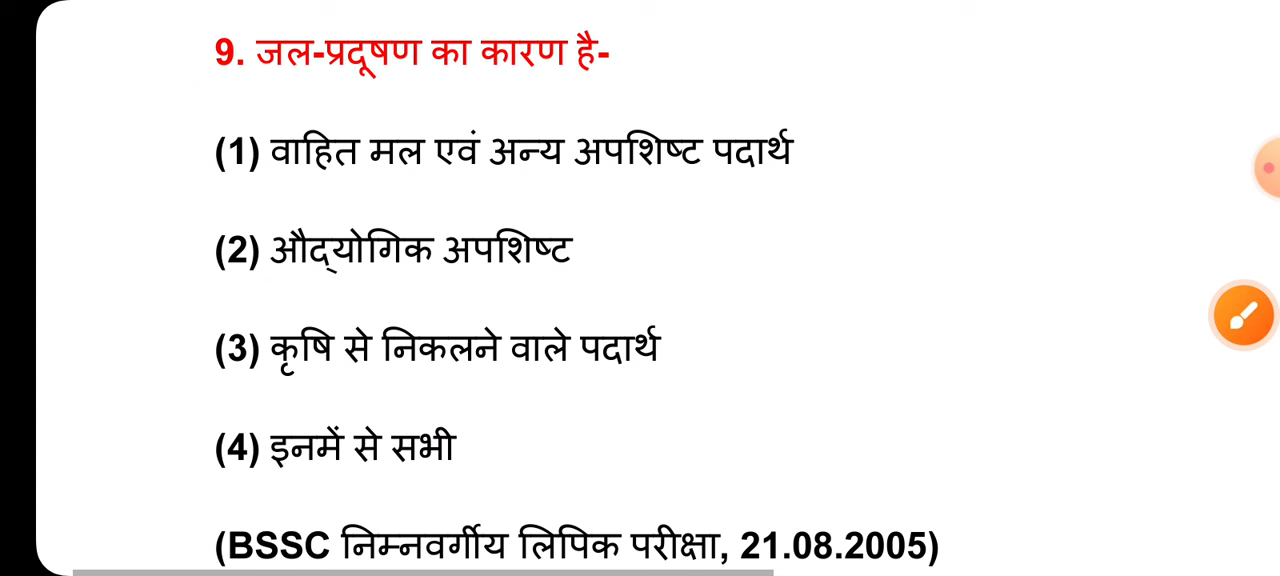 9. जल-प्रदूषण का कारण है-
(1) वाहित मल एवं अन्य अपशिष्ट पदार्थ
(2) औद्‌योगिक अपशिष्ट
(3) कृषि से निकलने वाले पदार्थ
(4) इनमें से सभी
(BSSC निम्नवर्गीय लिपिक परीक्षा, 21.08.2005)